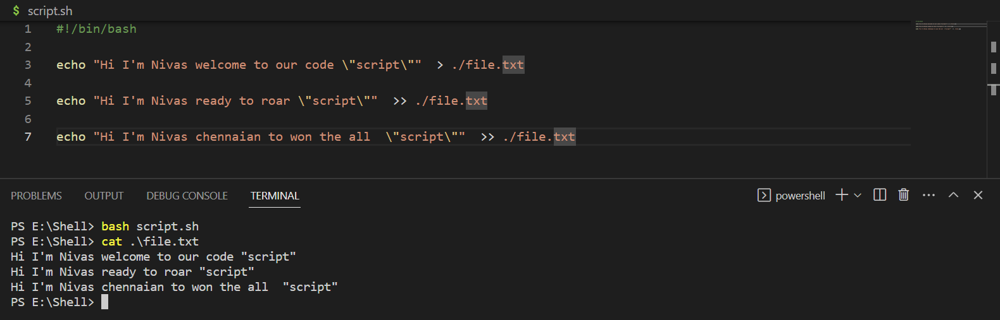 $ script.sh
1 #!/bin/bash
2
3 echo "Hi I'm Nivas welcome to our code \"script\""  > ./file.txt
4
5 echo "Hi I'm Nivas ready to roar \"script\""  >> ./file.txt
6
7 echo "Hi I'm Nivas chennaian to won the all  \"script\""  >> ./file.txt
PROBLEMS OUTPUT DEBUG CONSOLE TERMINAL powershell
PS E:\Shell> bash script.sh
PS E:\Shell> cat .\file.txt
Hi I'm Nivas welcome to our code "script"
Hi I'm Nivas ready to roar "script"
Hi I'm Nivas chennaian to won the all  "script"
PS E:\Shell>